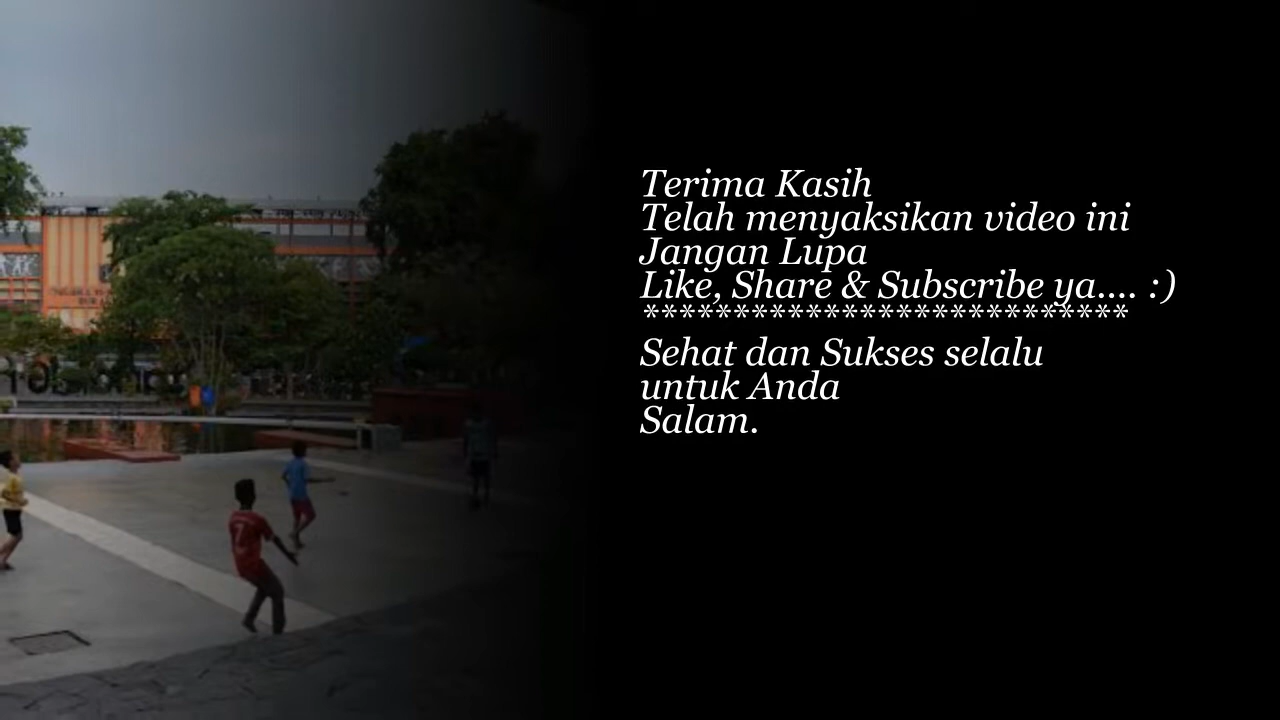 Terima Kasih
Telah menyaksikan video ini
Jangan Lupa
Like, Share & Subscribe ya.... :)
***************************
Sehat dan Sukses selalu
untuk Anda
Salam.
7